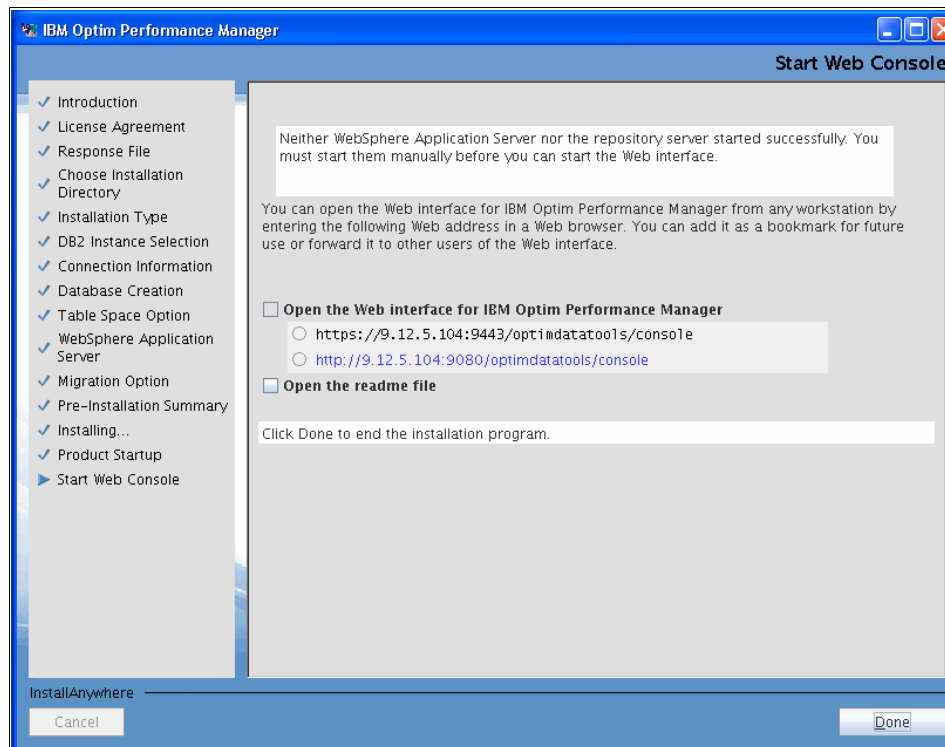 IBM Optim Performance Manager
Start Web Console
Introduction
License Agreement
Response File
Choose Installation
Directory
Installation Type
DB2 Instance Selection
Connection Information
Database Creation
Table Space Option
WebSphere Application
Server
Migration Option
Pre-Installation Summary
Installing...
Product Startup
Start Web Console
Neither WebSphere Application Server nor the repository server started successfully. You
must start them manually before you can start the Web interface.
You can open the Web interface for IBM Optim Performance Manager from any workstation by
entering the following Web address in a Web browser. You can add it as a bookmark for future
use or forward it to other users of the Web interface.
Open the Web interface for IBM Optim Performance Manager
https://9.12.5.104:9443/optimdatatools/console
http://9.12.5.104:9080/optimdatatools/console
Open the readme file
Click Done to end the installation program.
InstallAnywhere
Cancel
Done